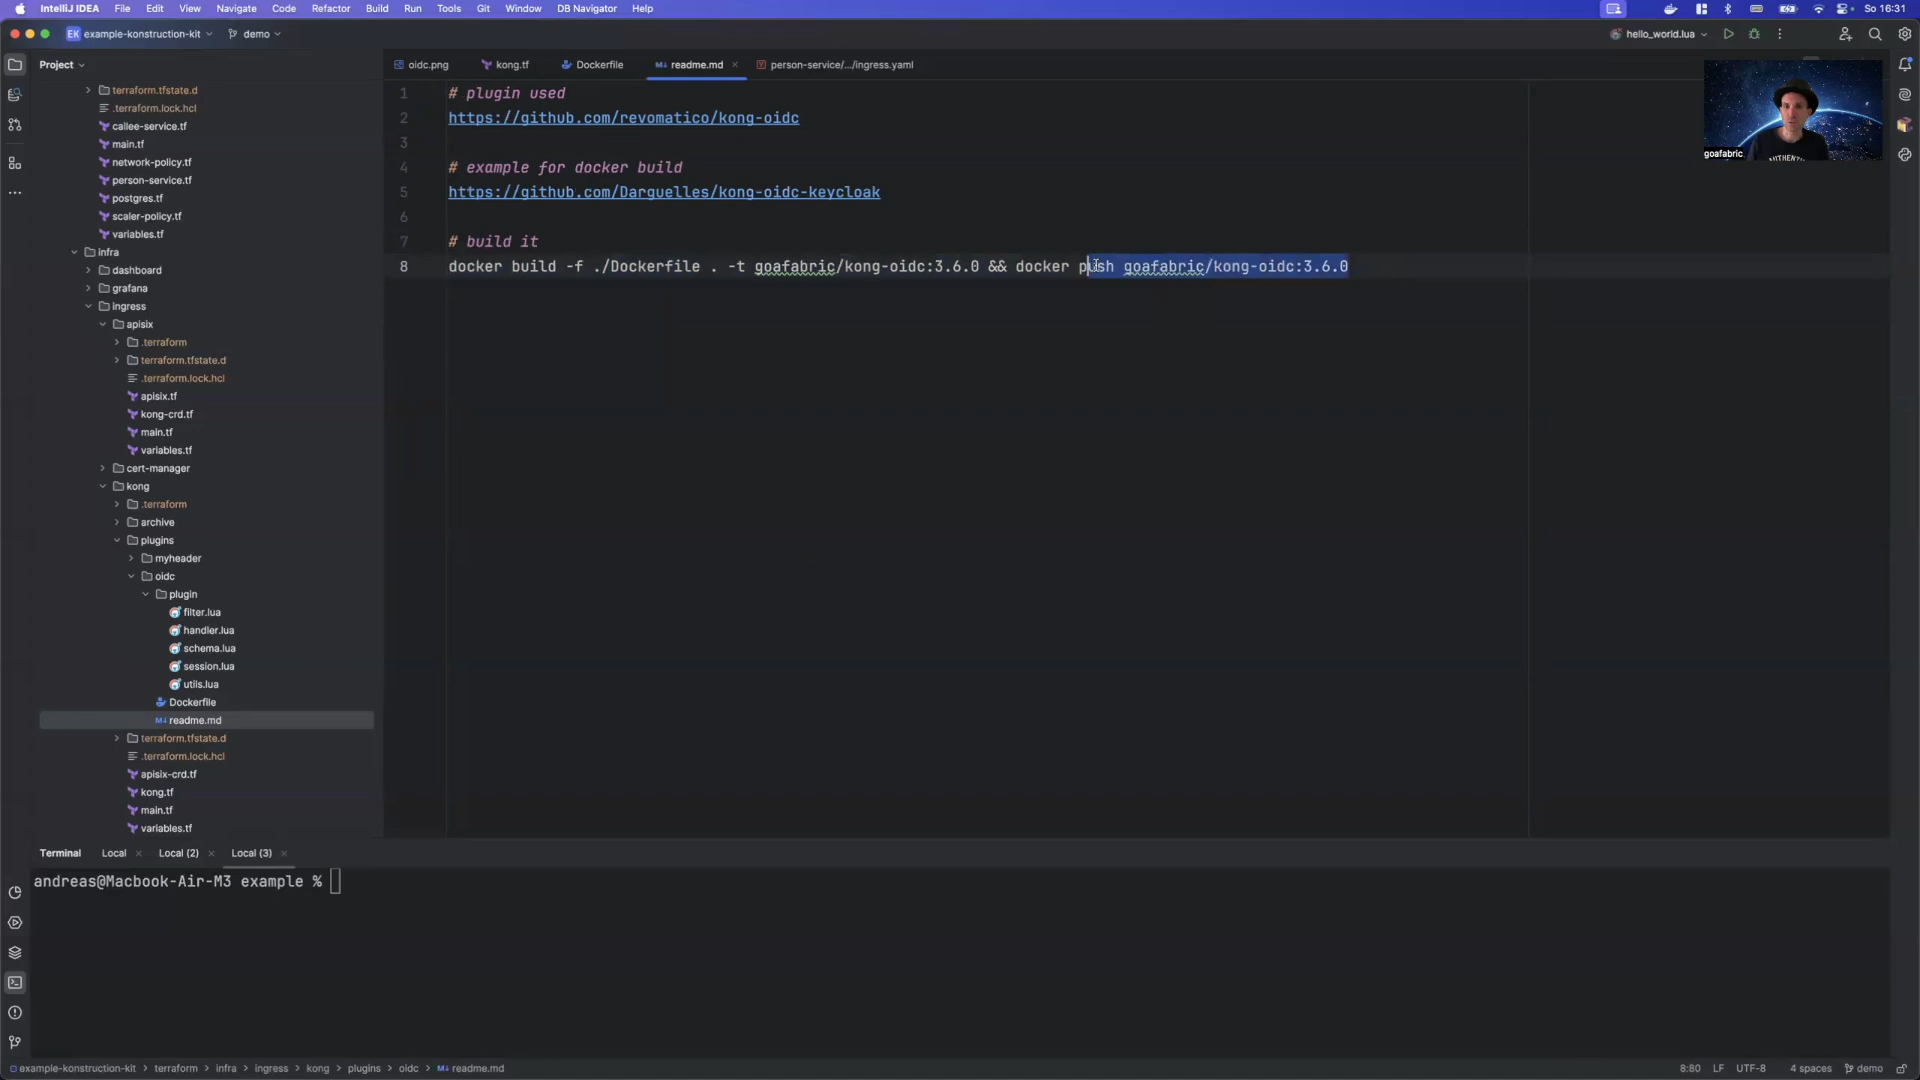 IntelliJ IDEA File Edit View Navigate Code Refactor Build Run Tools Git Window DB Navigator Help So 16:31
EK example-konstruction-kit demo hello_world.lua
Project
oidc.png kong.tf Dockerfile readme.md person-service/.../ingress.yaml
terraform.tfstate.d
.terraform.lock.hcl
callee-service.tf
main.tf
network-policy.tf
person-service.tf
postgres.tf
scaler-policy.tf
variables.tf
infra
dashboard
grafana
ingress
apisix
.terraform
terraform.tfstate.d
.terraform.lock.hcl
apisix.tf
kong-crd.tf
main.tf
variables.tf
cert-manager
kong
.terraform
archive
plugins
myheader
oidc
plugin
filter.lua
handler.lua
schema.lua
session.lua
utils.lua
Dockerfile
readme.md
terraform.tfstate.d
.terraform.lock.hcl
apisix-crd.tf
kong.tf
main.tf
variables.tf
1 # plugin used
2 https://github.com/revomatico/kong-oidc
3
4 # example for docker build
5 https://github.com/Darguelles/kong-oidc-keycloak
6
7 # build it
8 docker build -f ./Dockerfile . -t goafabric/kong-oidc:3.6.0 && docker push goafabric/kong-oidc:3.6.0
goafabric
Terminal Local Local (2) Local (3)
andreas@Macbook-Air-M3 example %
example-konstruction-kit > terraform > infra > ingress > kong > plugins > oidc > readme.md 8:80 LF UTF-8 4 spaces demo